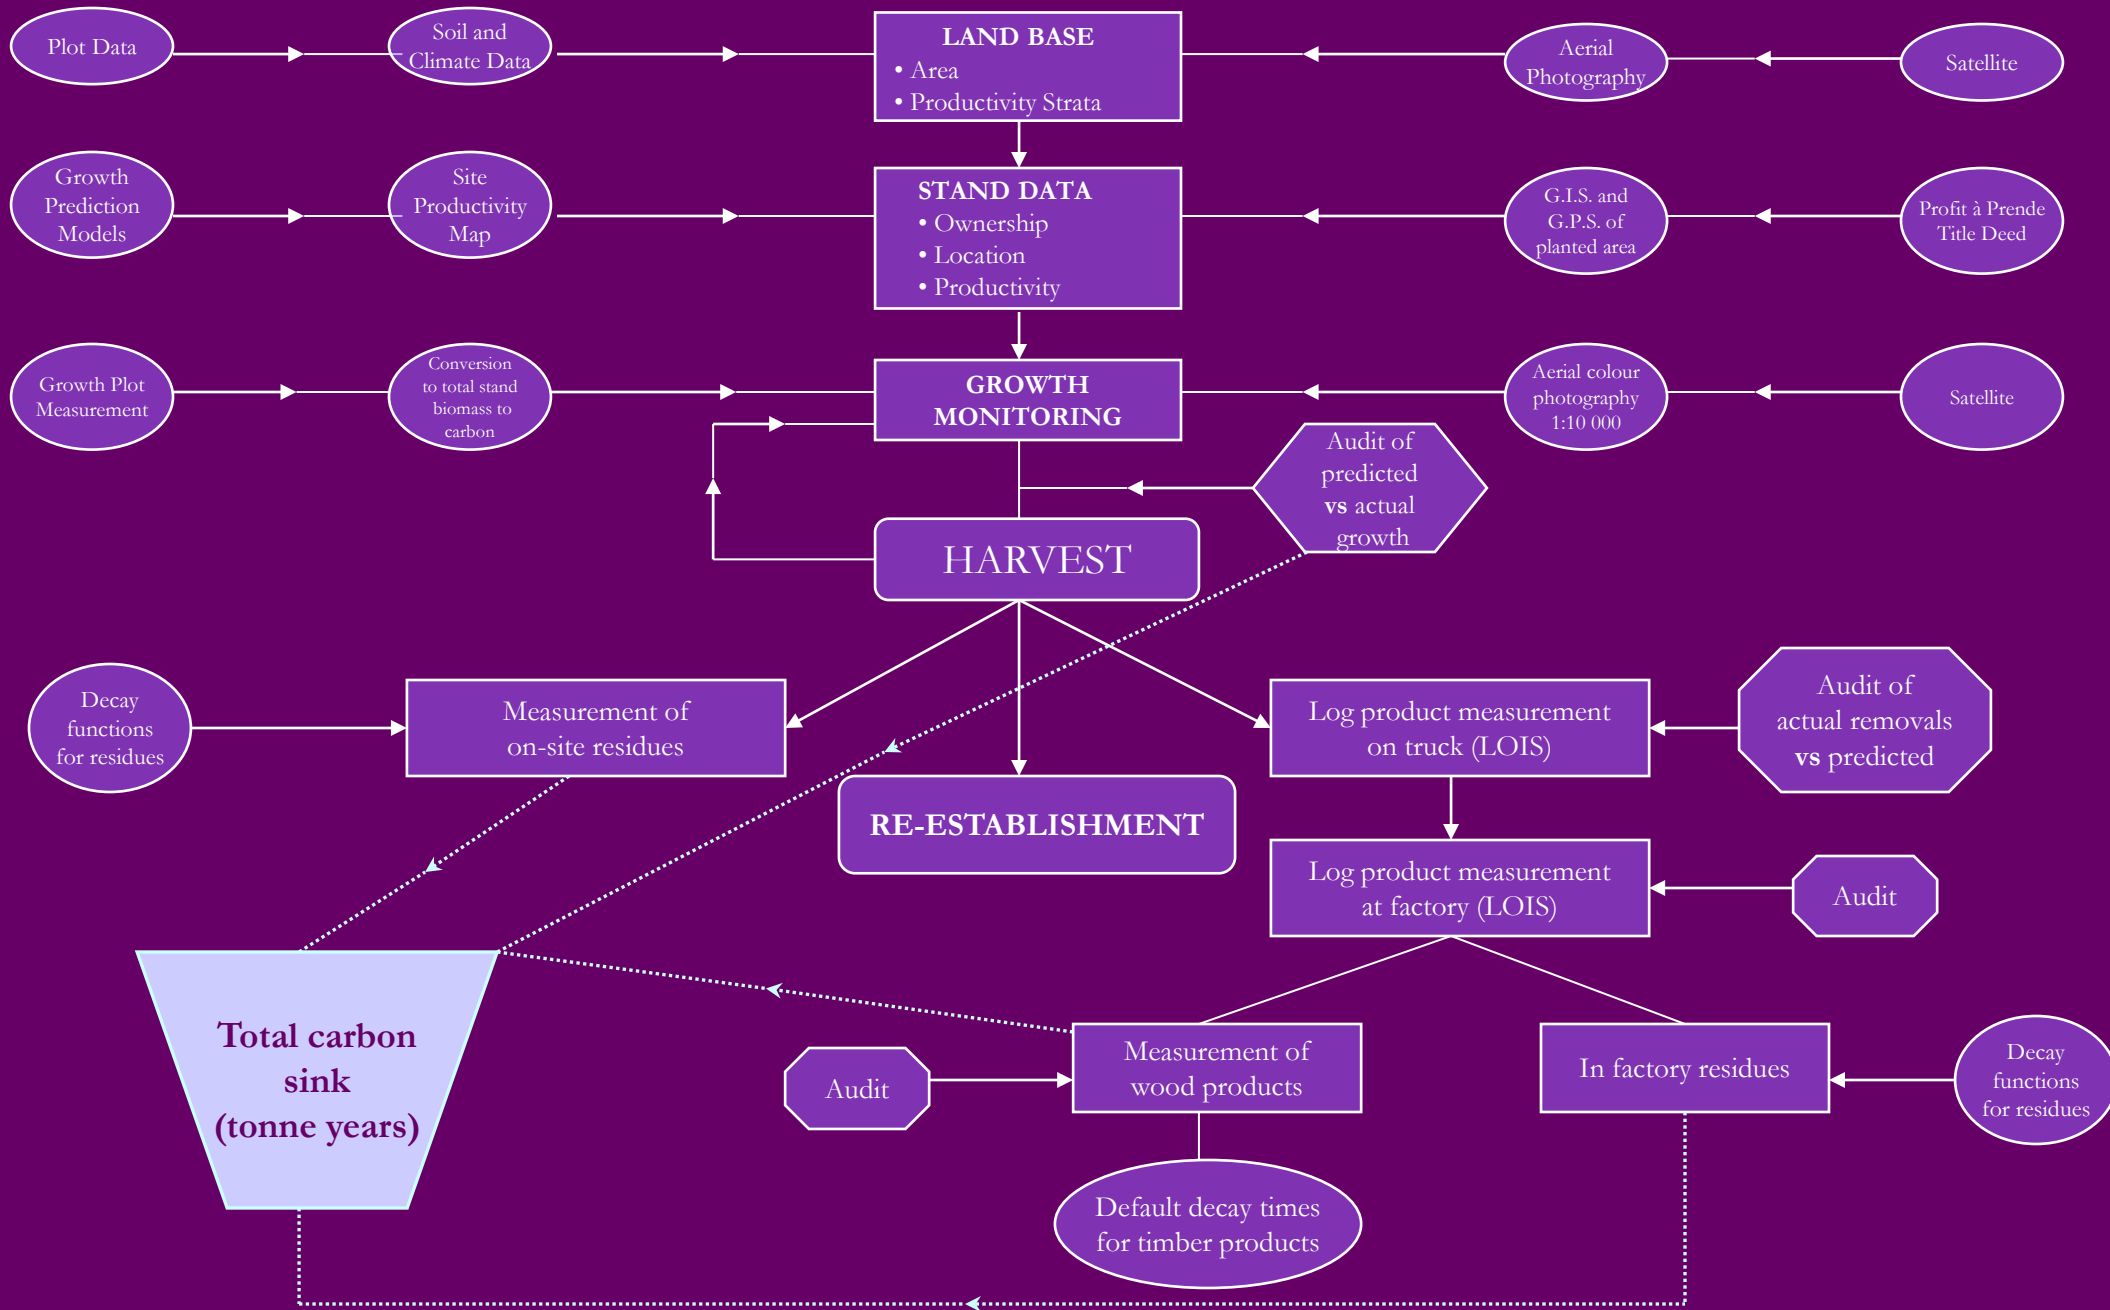 Plot Data
Soil and
Climate Data
LAND BASE
• Area
• Productivity Strata
Aerial
Photography
Satellite
Growth
Prediction
Models
Site
Productivity
Map
STAND DATA
• Ownership
• Location
• Productivity
G.I.S. and
G.P.S. of
planted area
Profit à Prende
Title Deed
Growth Plot
Measurement
Conversion
to total stand
biomass to
carbon
GROWTH
MONITORING
Aerial colour
photography
1:10 000
Satellite
Audit of
predicted
vs actual
growth
HARVEST
Decay
functions
for residues
Measurement of
on-site residues
Log product measurement
on truck (LOIS)
Audit of
actual removals
vs predicted
RE-ESTABLISHMENT
Log product measurement
at factory (LOIS)
Audit
Total carbon
sink
(tonne years)
Audit
Measurement of
wood products
In factory residues
Decay
functions
for residues
Default decay times
for timber products